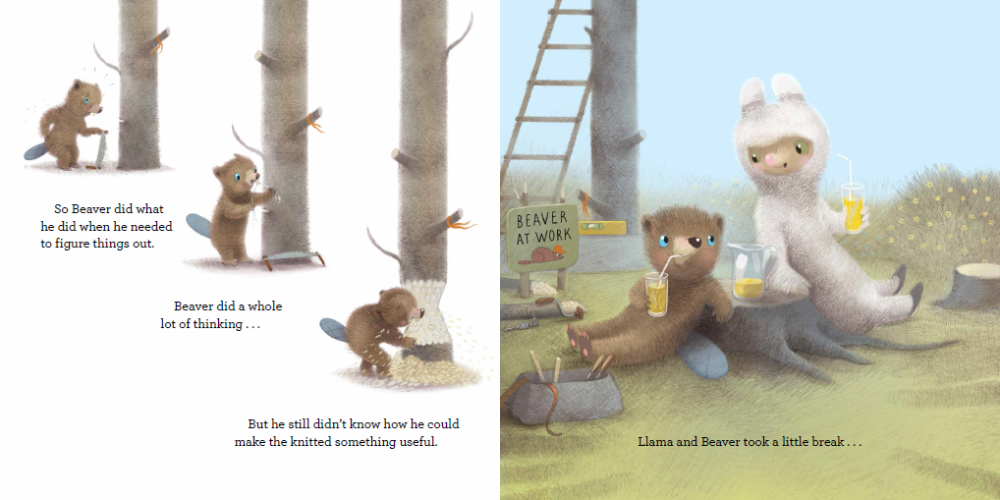 So Beaver did what
he did when he needed
to figure things out.
Beaver did a whole
lot of thinking . . .
But he still didn’t know how he could
make the knitted something useful.
BEAVER
AT WORK
Llama and Beaver took a little break . . .